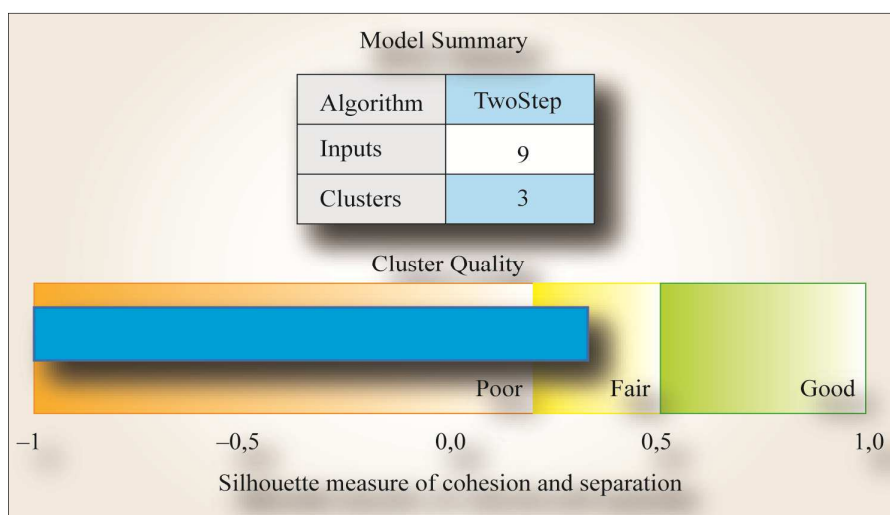 Model Summary
Algorithm TwoStep
Inputs 9
Clusters 3
Cluster Quality
Poor Fair Good
–1 –0,5 0,0 0,5 1,0
Silhouette measure of cohesion and separation